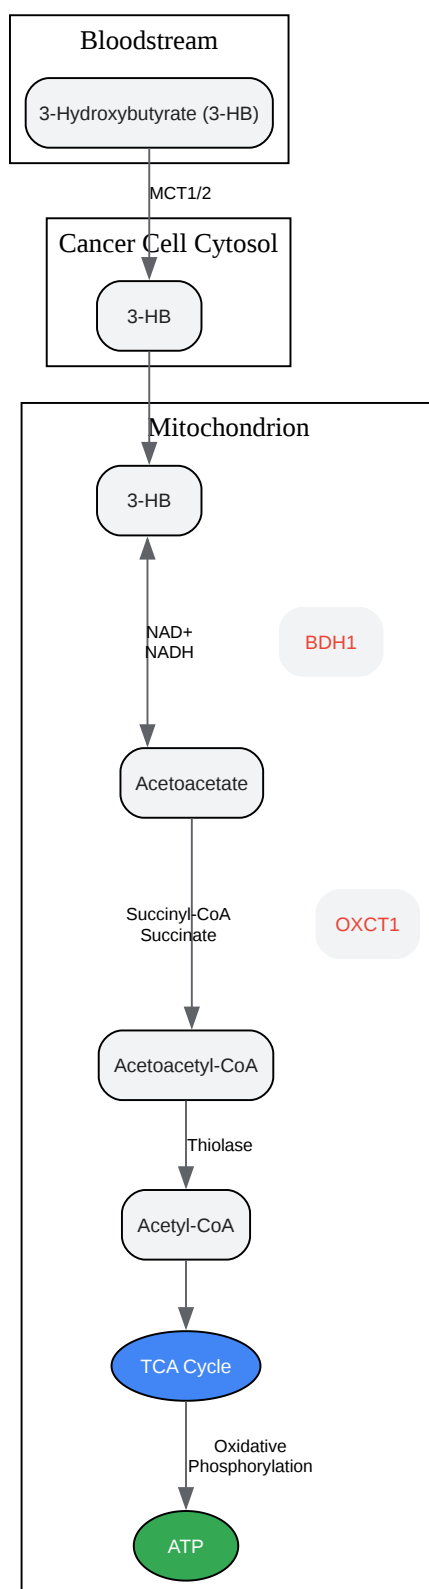 Bloodstream
3-Hydroxybutyrate (3-HB)
MCT1/2
Cancer Cell Cytosol
3-HB
Mitochondrion
3-HB
NAD+
NADH
BDH1
Acetoacetate
Succinyl-CoA
Succinate
OXCT1
Acetoacetyl-CoA
Thiolase
Acetyl-CoA
TCA Cycle
Oxidative
Phosphorylation
ATP